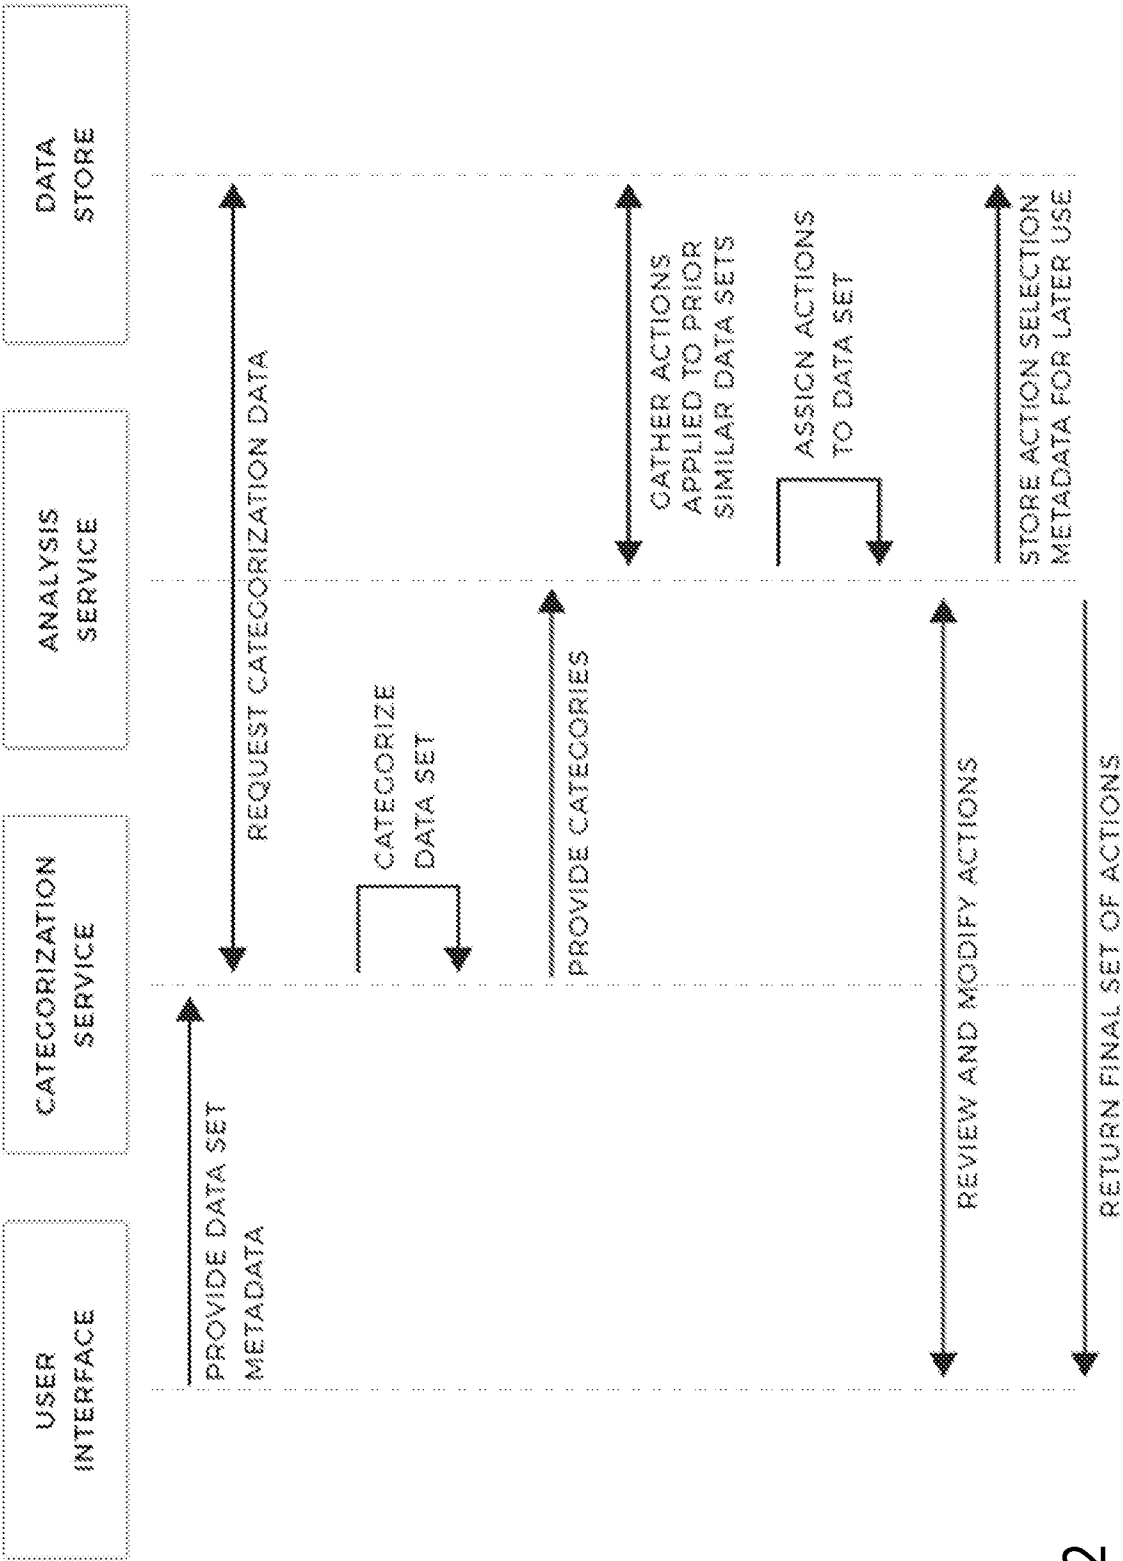 USER
INTERFACE
CATEGORIZATION
SERVICE
ANALYSIS
SERVICE
DATA
STORE
PROVIDE DATA SET
METADATA
REQUEST CATEGORIZATION DATA
CATEGORIZE
DATA SET
PROVIDE CATEGORIES
GATHER ACTIONS
APPLIED TO PRIOR
SIMILAR DATA SETS
ASSIGN ACTIONS
TO DATA SET
REVIEW AND MODIFY ACTIONS
STORE ACTION SELECTION
METADATA FOR LATER USE
RETURN FINAL SET OF ACTIONS
2